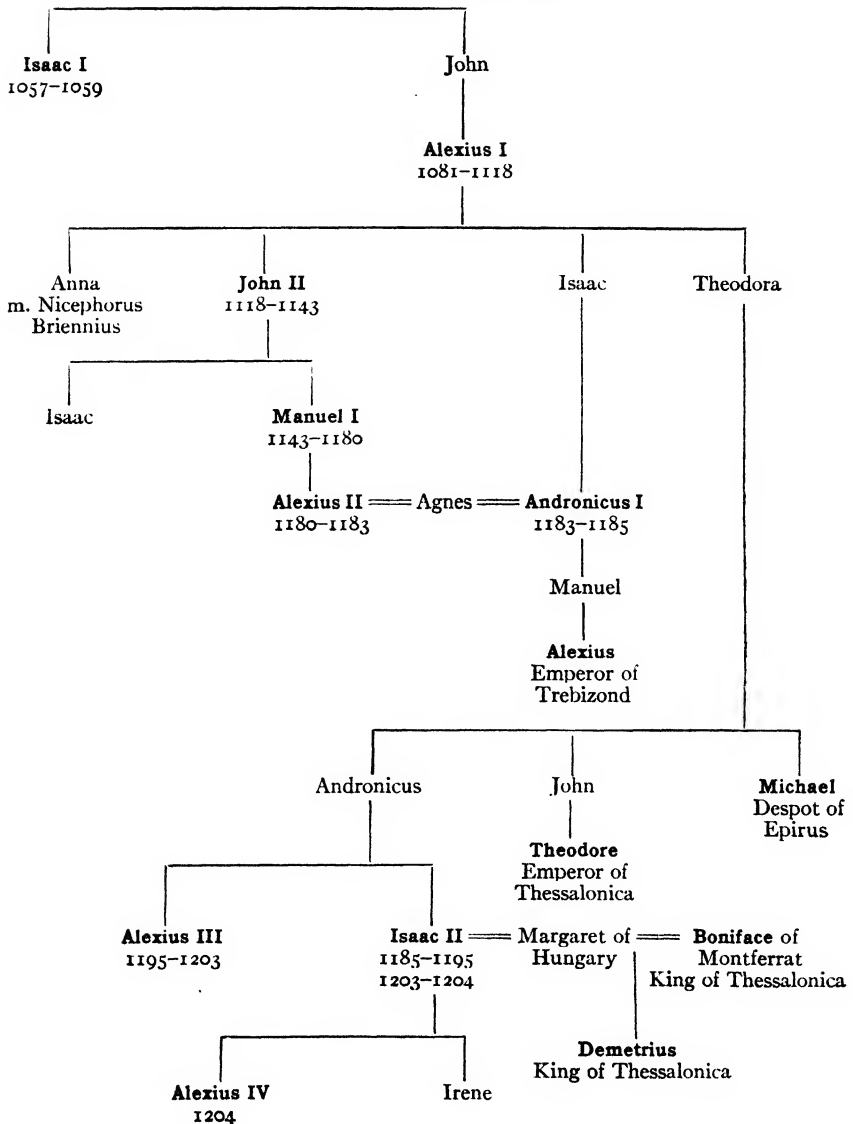 Isaac I
1057–1059
John
Alexius I
1081–1118
Anna
m. Nicephorus
Briennius
John II
1118–1143
Isaac
Theodora
Isaac
Manuel I
1143–1180
Alexius II
1180–1183
Agnes
Andronicus I
1183–1185
Manuel
Alexius
Emperor of
Trebizond
Andronicus
John
Michael
Despot of
Epirus
Theodore
Emperor of
Thessalonica
Alexius III
1195–1203
Isaac II
1185–1195
1203–1204
Margaret of
Hungary
Boniface of
Montferrat
King of Thessalonica
Demetrius
King of Thessalonica
Alexius IV
1204
Irene